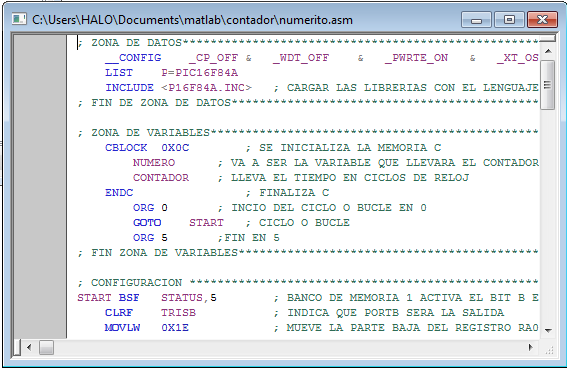 C:\Users\HALO\Documents\matlab\contador\numerito.asm
; ZONA DE DATOS***************************************************
__CONFIG _CP_OFF & _WDT_OFF & _PWRTE_ON & _XT_OS
LIST P=PIC16F84A
INCLUDE <P16F84A.INC> ; CARGAR LAS LIBRERIAS CON EL LENGUAJE
; FIN DE ZONA DE DATOS********************************************
; ZONA DE VARIABLES***********************************************
CBLOCK 0X0C ; SE INICIALIZA LA MEMORIA C
NUMERO ; VA A SER LA VARIABLE QUE LLEVARA EL CONTADOR
CONTADOR ; LLEVA EL TIEMPO EN CICLOS DE RELOJ
ENDC ; FINALIZA C
ORG 0 ; INCIO DEL CICLO O BUCLE EN 0
GOTO START ; CICLO O BUCLE
ORG 5 ;FIN EN 5
; FIN ZONA DE VARIABLES*******************************************
; CONFIGURACION **************************************************
START BSF STATUS,5 ; BANCO DE MEMORIA 1 ACTIVA EL BIT B E
CLRF TRISB ; INDICA QUE PORTB SERA LA SALIDA
MOVLW 0X1E ; MUEVE LA PARTE BAJA DEL REGISTRO RA0